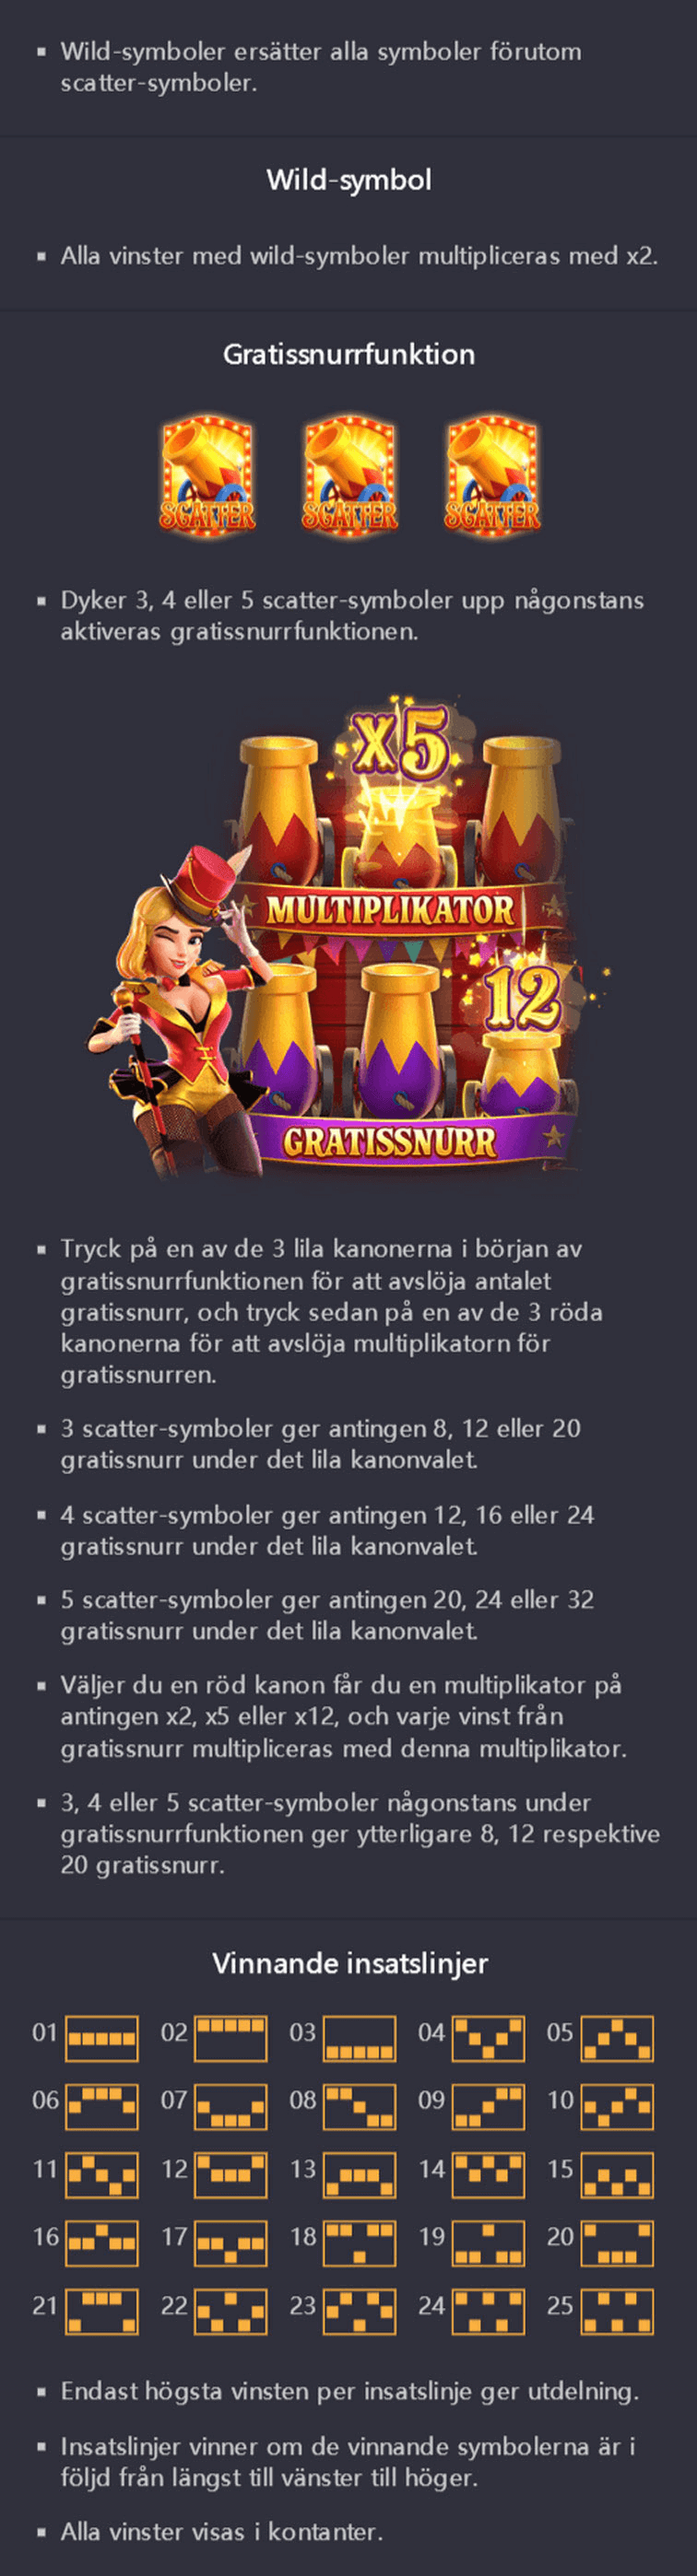 Wild-symboler ersätter alla symboler förutom
scatter-symboler.
Wild-symbol
Alla vinster med wild-symboler multipliceras med x2.
Gratissnurrfunktion
SCATTER SCATTER SCATTER
Dyker 3, 4 eller 5 scatter-symboler upp någonstans
aktiveras gratissnurrfunktionen.
x5
MULTIPLIKATOR
12
GRATISSNURR
Tryck på en av de 3 lila kanonerna i början av
gratissnurrfunktionen för att avslöja antalet
gratissnurr, och tryck sedan på en av de 3 röda
kanonerna för att avslöja multiplikatorn för
gratissnurren.
3 scatter-symboler ger antingen 8, 12 eller 20
gratissnurr under det lila kanonvalet.
4 scatter-symboler ger antingen 12, 16 eller 24
gratissnurr under det lila kanonvalet.
5 scatter-symboler ger antingen 20, 24 eller 32
gratissnurr under det lila kanonvalet.
Väljer du en röd kanon får du en multiplikator på
antingen x2, x5 eller x12, och varje vinst från
gratissnurr multipliceras med denna multiplikator.
3, 4 eller 5 scatter-symboler någonstans under
gratissnurrfunktionen ger ytterligare 8, 12 respektive
20 gratissnurr.
Vinnande insatslinjer
01 02 03 04 05
06 07 08 09 10
11 12 13 14 15
16 17 18 19 20
21 22 23 24 25
Endast högsta vinsten per insatslinje ger utdelning.
Insatslinjer vinner om de vinnande symbolerna är i
följd från längst till vänster till höger.
Alla vinster visas i kontanter.